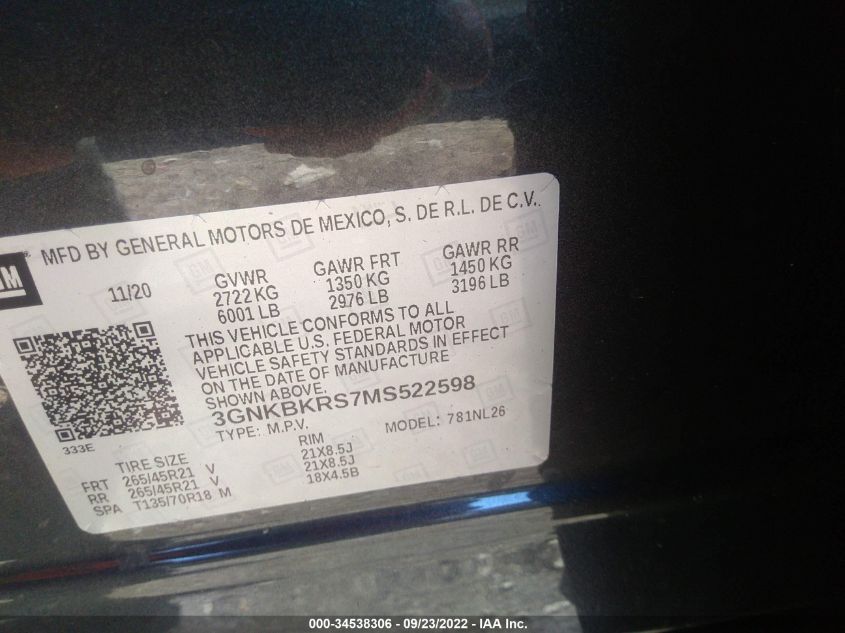 MFD BY GENERAL MOTORS DE MEXICO, S. DE R.L. DE C.V.
GM ®
11/20
GVWR GAWR FRT GAWR RR
2722 KG 1350 KG 1450 KG
6001 LB 2976 LB 3196 LB
THIS VEHICLE CONFORMS TO ALL
APPLICABLE U.S. FEDERAL MOTOR
VEHICLE SAFETY STANDARDS IN EFFECT
ON THE DATE OF MANUFACTURE
SHOWN ABOVE.
3GNKBKRS7MS522598
TYPE: M.P.V. MODEL: 781NL26
333E
TIRE SIZE RIM
FRT 265/45R21 V 21X8.5J
RR 265/45R21 V 21X8.5J
SPA T135/70R18 M 18X4.5B
000-34538306 / 09/23/2022 - IAA Inc.